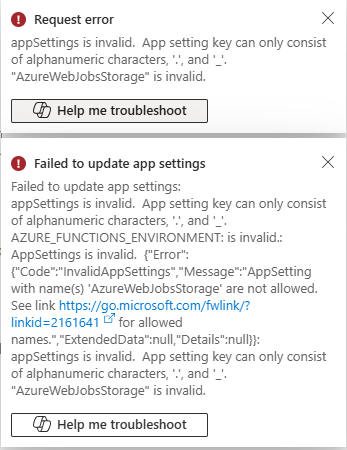 Request error
appSettings is invalid.  App setting key can only consist
of alphanumeric characters, '.', and '_'.
"AzureWebJobsStorage" is invalid.
Help me troubleshoot
Failed to update app settings
Failed to update app settings:
appSettings is invalid.  App setting key can only consist
of alphanumeric characters, '.', and '_'.
AZURE_FUNCTIONS_ENVIRONMENT: is invalid.:
AppSettings is invalid.  {"Error":
{"Code":"InvalidAppSettings","Message":"AppSetting
with name(s) 'AzureWebJobsStorage' are not allowed.
See link https://go.microsoft.com/fwlink/?
linkid=2161641 for allowed
names.","ExtendedData":null,"Details":null}}:
appSettings is invalid.  App setting key can only consist
of alphanumeric characters, '.', and '_'.
"AzureWebJobsStorage" is invalid.
Help me troubleshoot